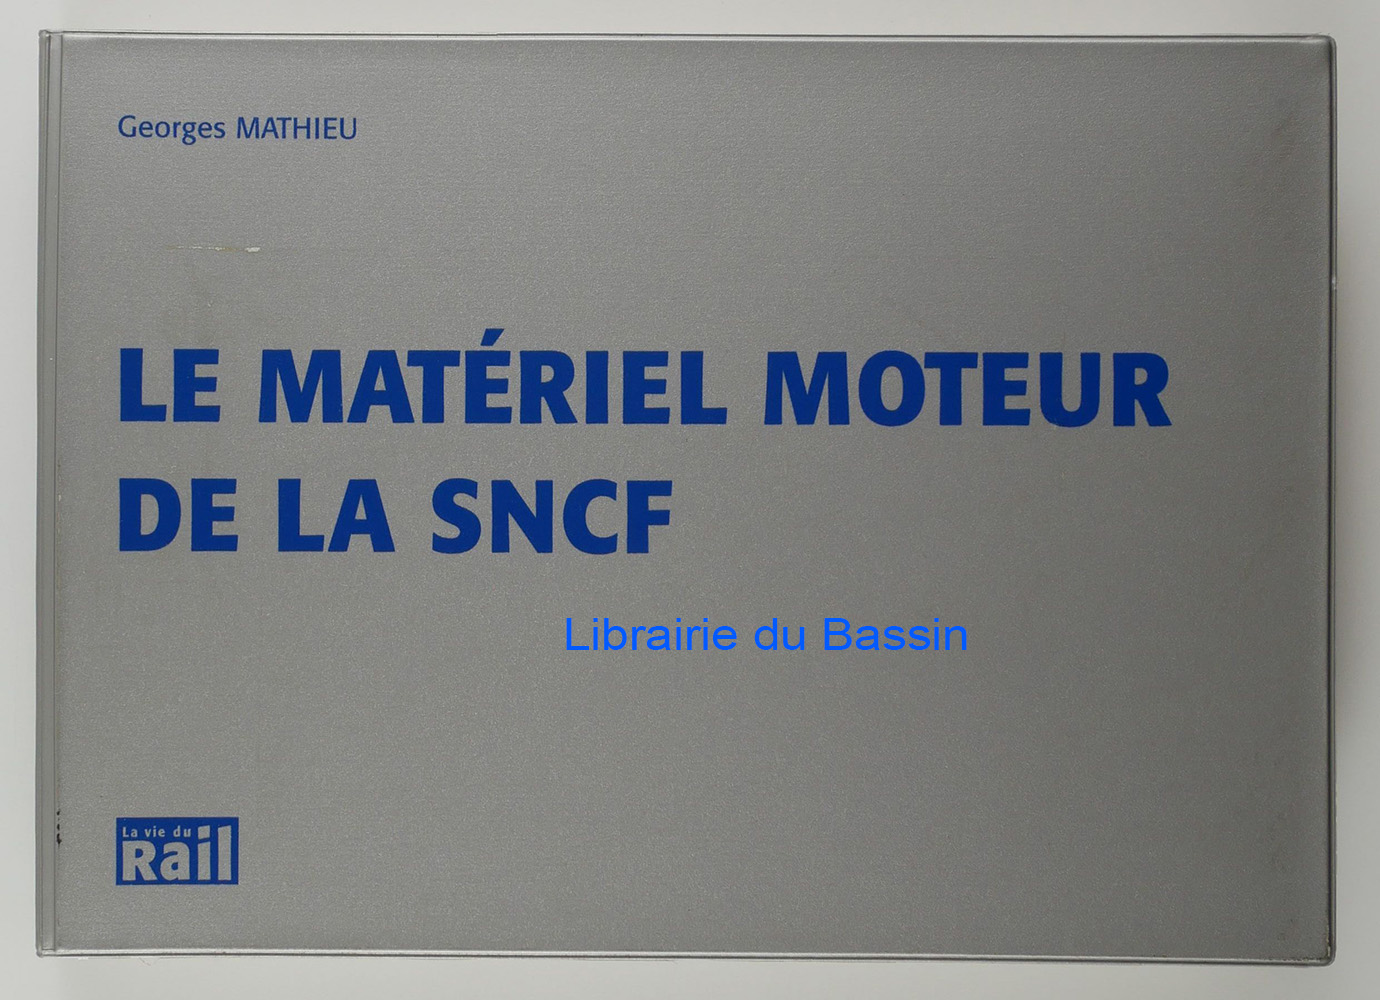 Georges MATHIEU
LE MATÉRIEL MOTEUR
DE LA SNCF
Librairie du Bassin
La vie du
Rail